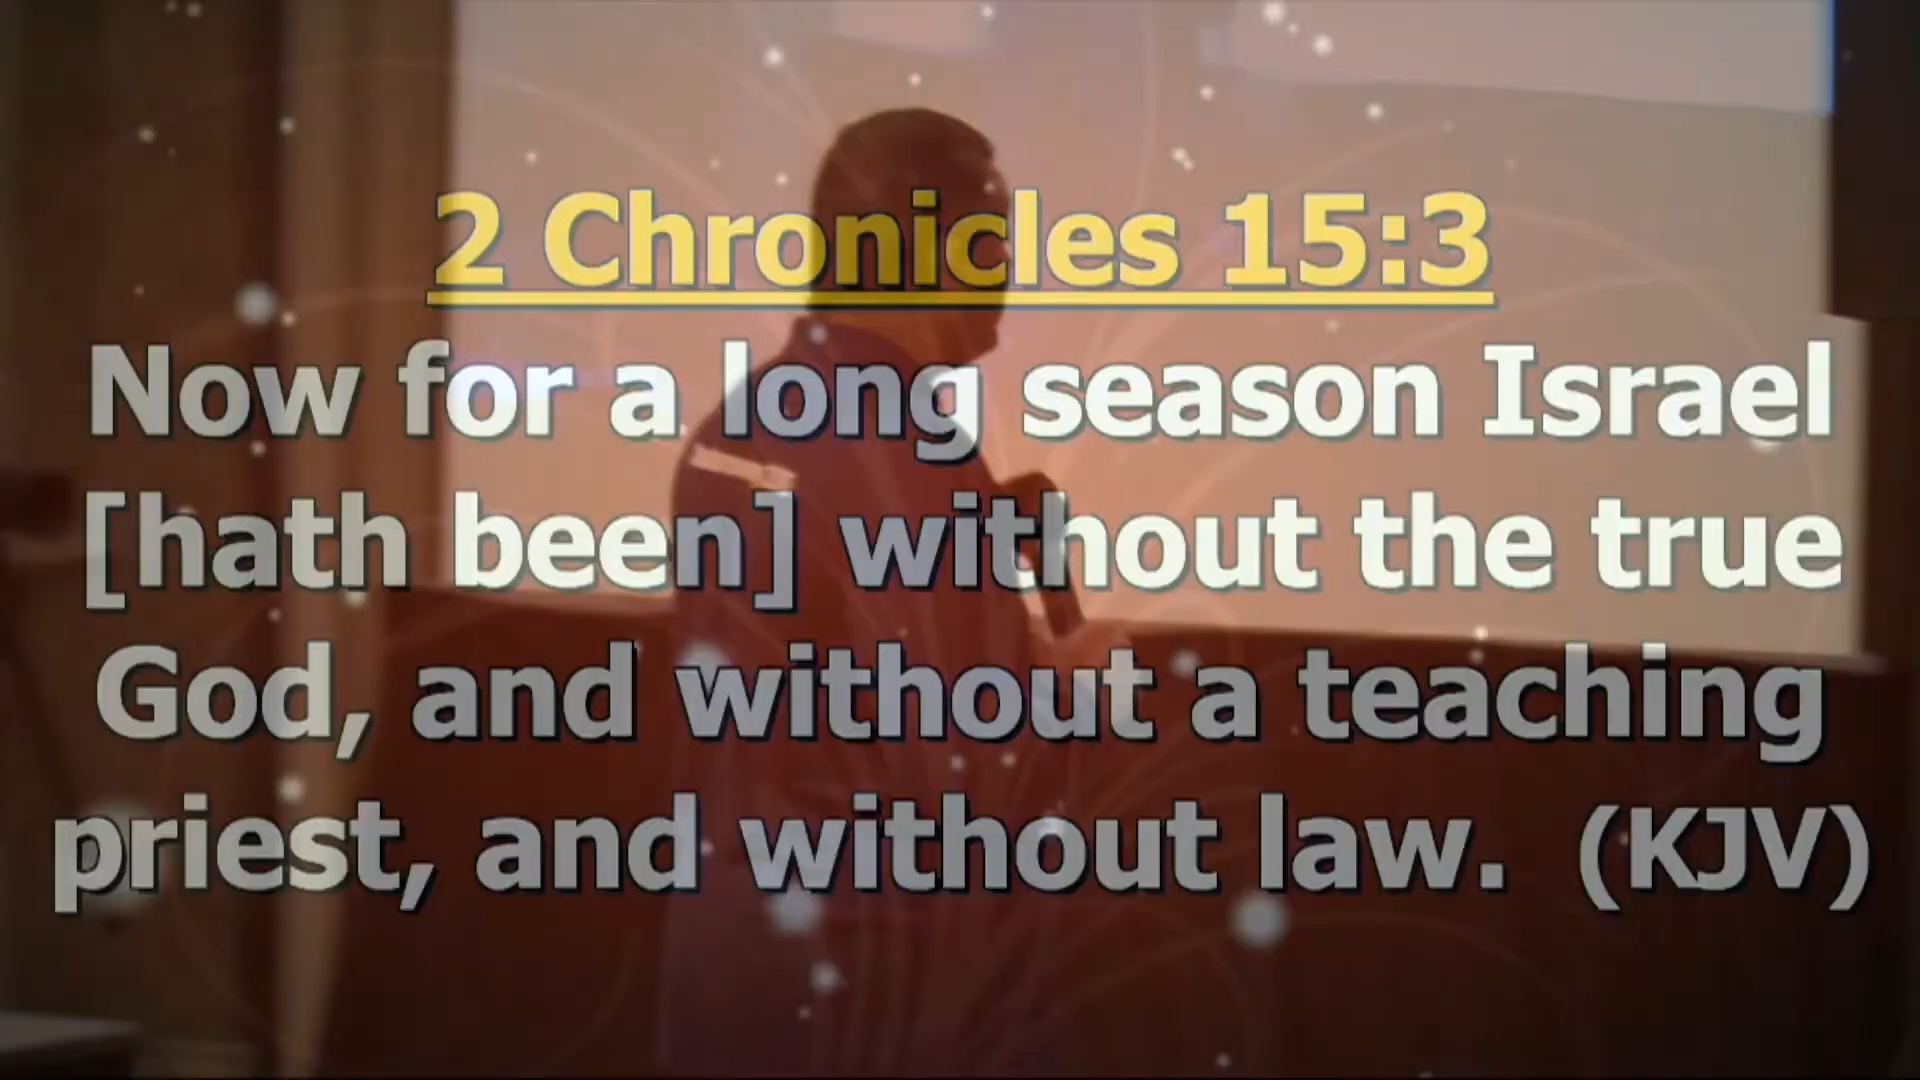 2 Chronicles 15:3
Now for a long season Israel
[hath been] without the true
God, and without a teaching
priest, and without law. (KJV)